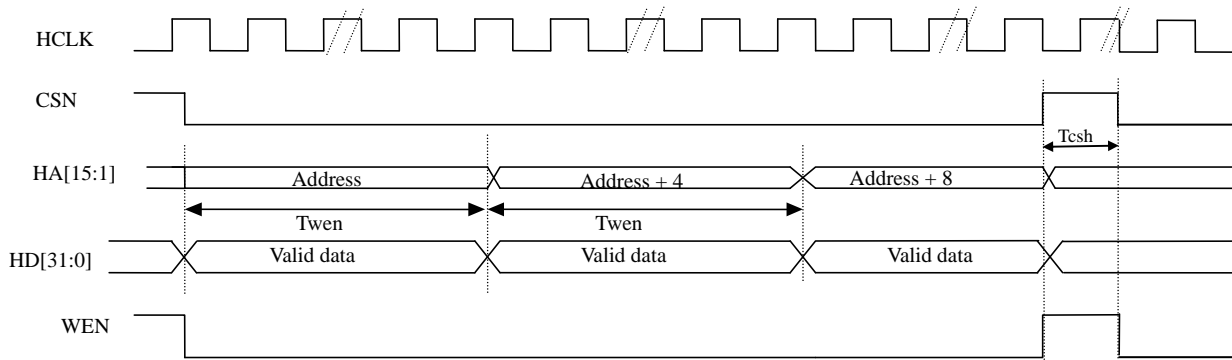 HCLK
CSN
Tcsh
HA[15:1]
Address
Address + 4
Address + 8
Twen
Twen
HD[31:0]
Valid data
Valid data
Valid data
WEN